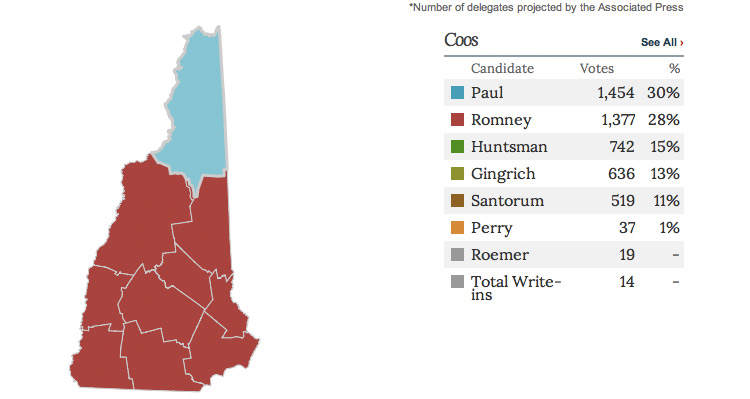 *Number of delegates projected by the Associated Press
Coos See All ›
Candidate Votes %
Paul 1,454 30%
Romney 1,377 28%
Huntsman 742 15%
Gingrich 636 13%
Santorum 519 11%
Perry 37 1%
Roemer 19 –
Total Write-
ins 14 –